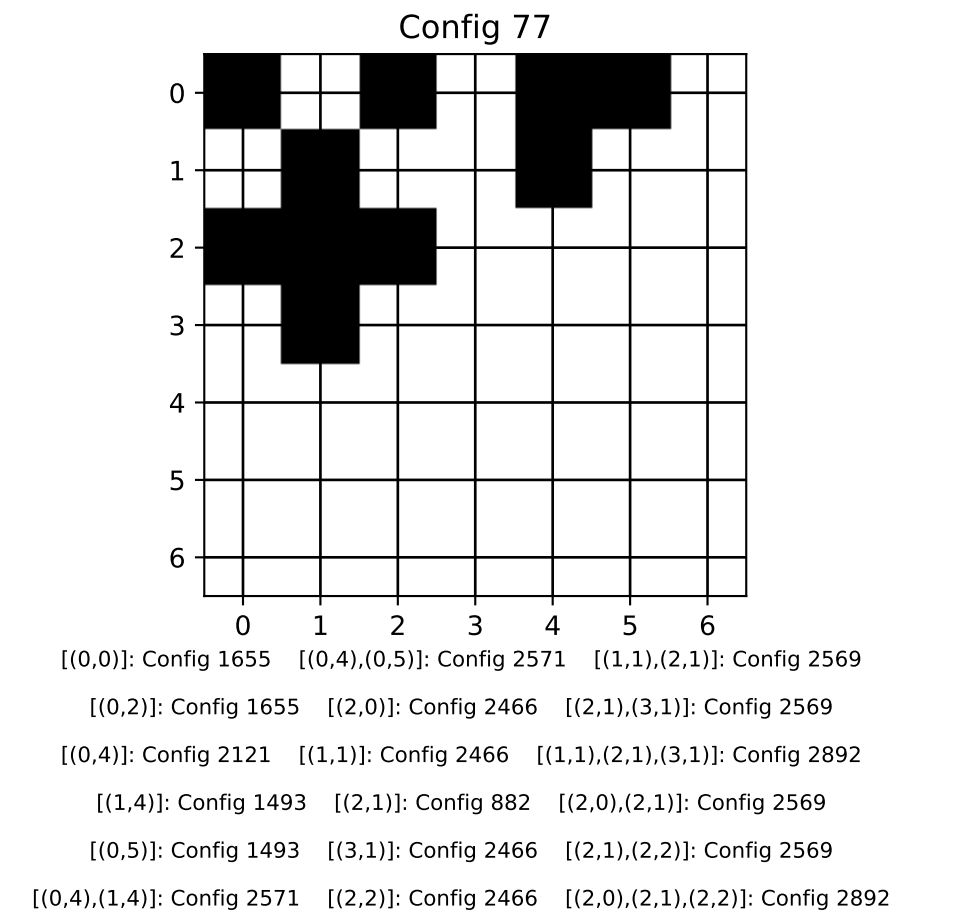 Config 77
0
1
2
3
4
5
6
0 1 2 3 4 5 6
[(0,0)]: Config 1655 [(0,4),(0,5)]: Config 2571 [(1,1),(2,1)]: Config 2569
[(0,2)]: Config 1655 [(2,0)]: Config 2466 [(2,1),(3,1)]: Config 2569
[(0,4)]: Config 2121 [(1,1)]: Config 2466 [(1,1),(2,1),(3,1)]: Config 2892
[(1,4)]: Config 1493 [(2,1)]: Config 882 [(2,0),(2,1)]: Config 2569
[(0,5)]: Config 1493 [(3,1)]: Config 2466 [(2,1),(2,2)]: Config 2569
[(0,4),(1,4)]: Config 2571 [(2,2)]: Config 2466 [(2,0),(2,1),(2,2)]: Config 2892